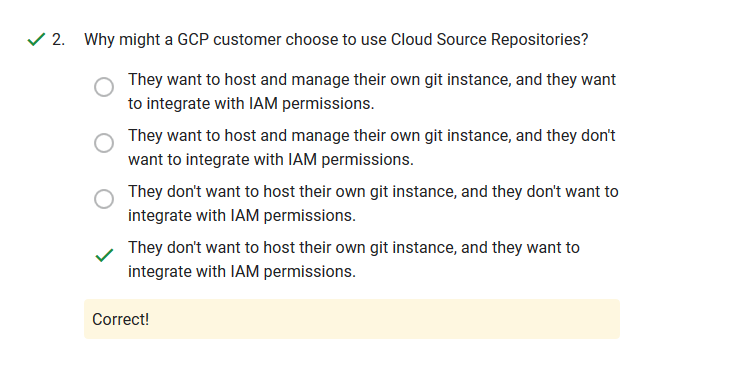 2. Why might a GCP customer choose to use Cloud Source Repositories?
They want to host and manage their own git instance, and they want
to integrate with IAM permissions.
They want to host and manage their own git instance, and they don't
want to integrate with IAM permissions.
They don't want to host their own git instance, and they don't want to
integrate with IAM permissions.
They don't want to host their own git instance, and they want to
integrate with IAM permissions.
Correct!